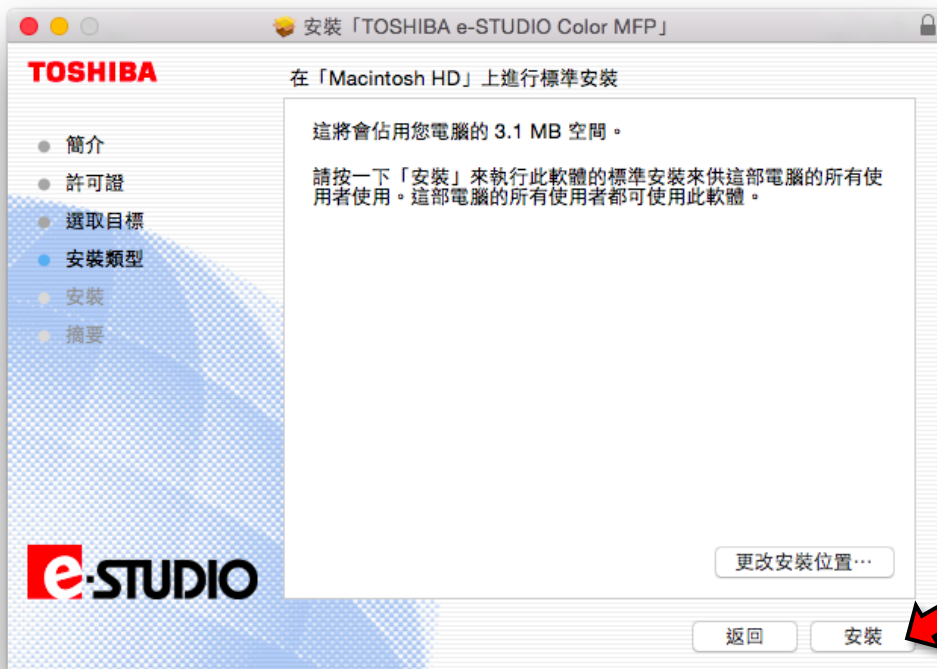 安裝「TOSHIBA e-STUDIO Color MFP」
TOSHIBA
在「Macintosh HD」上進行標準安裝
簡介
許可證
選取目標
安裝類型
安裝
摘要
這將會佔用您電腦的 3.1 MB 空間。
請按一下「安裝」來執行此軟體的標準安裝來供這部電腦的所有使
用者使用。這部電腦的所有使用者都可使用此軟體。
更改安裝位置⋯
e-STUDIO
返回
安裝